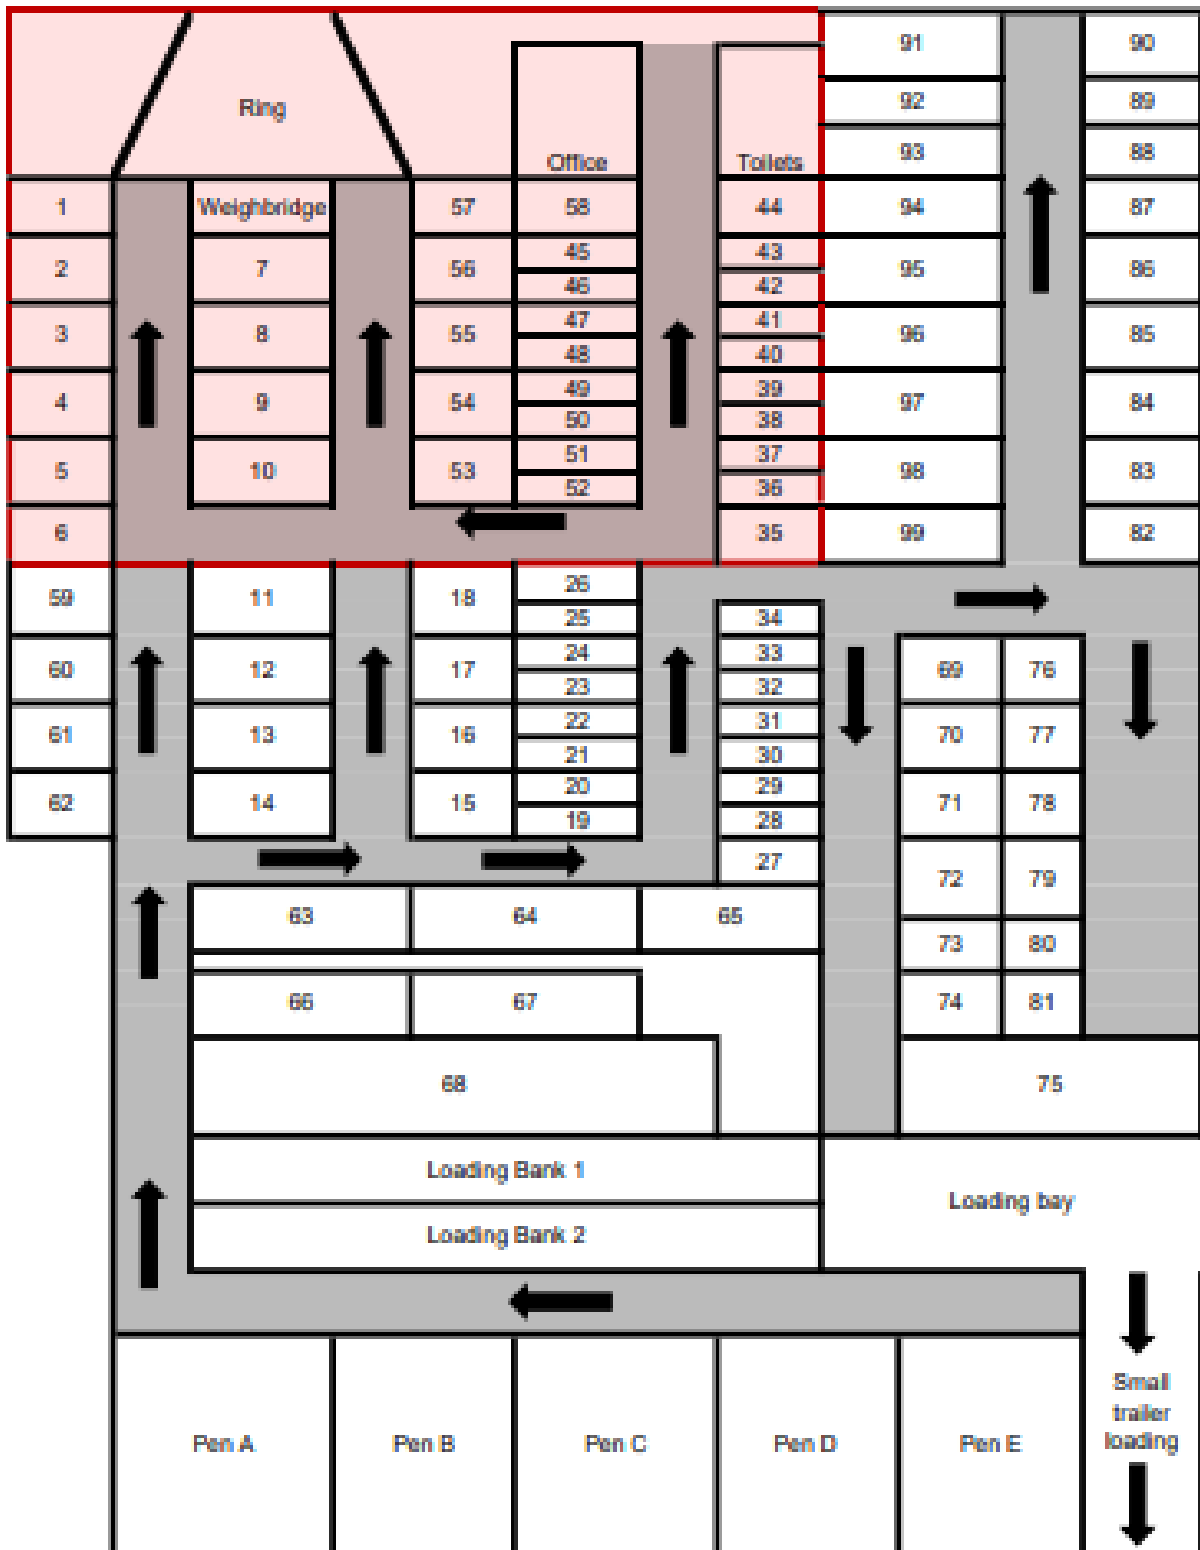 91 90
92 89
Ring
93 88
Office Toilets
1 Weighbridge 57 58 44 94 87
45 43
2 7 56 95 86
46 42
47 41
3 8 55 96 85
48 40
49 39
4 9 54 97 84
50 38
51 37
5 10 53 98 83
52 36
6 35 99 82
26
59 11 18
25 34
24 33
60 12 17 69 76
23 32
22 31
61 13 16 70 77
21 30
20 29
62 14 15 71 78
19 28
27
72 79
63 64 65
73 80
66 67 74 81
68 75
Loading Bank 1
Loading bay
Loading Bank 2
Small
trailer
loading
Pen A Pen B Pen C Pen D Pen E